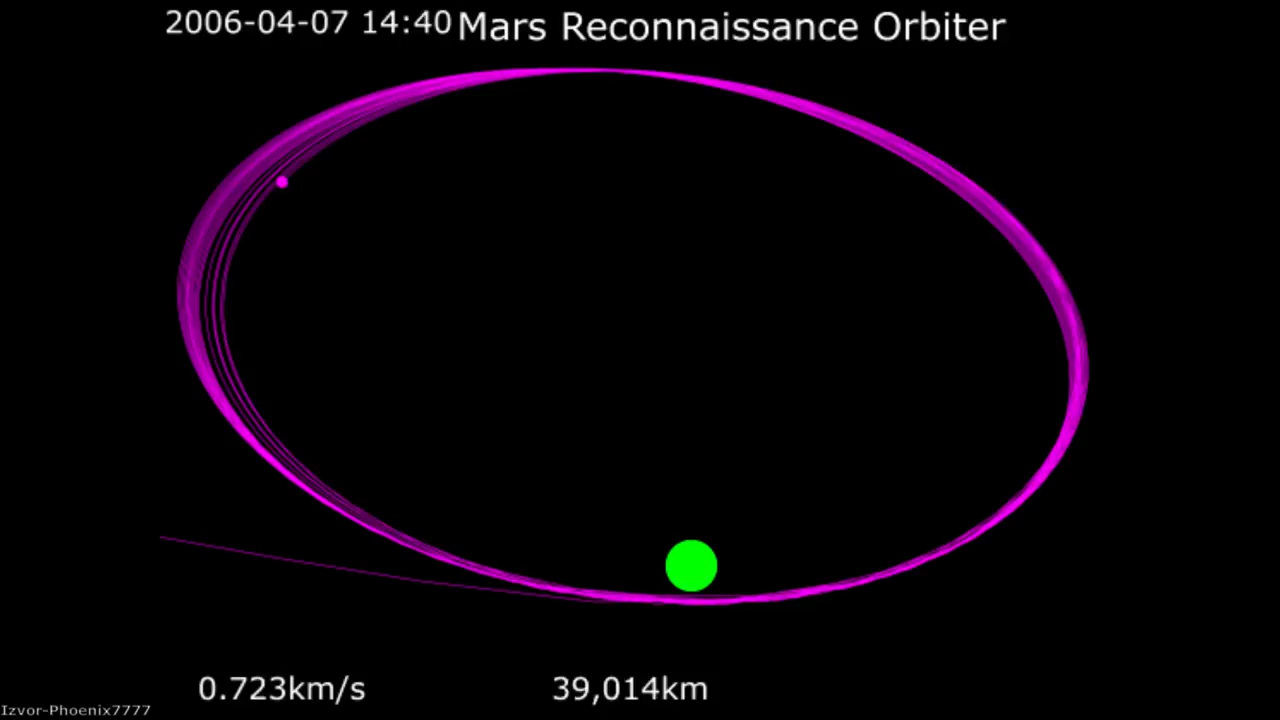 2006-04-07 14:40 Mars Reconnaissance Orbiter
0.723km/s 39,014km
Izvor-Phoenix7777